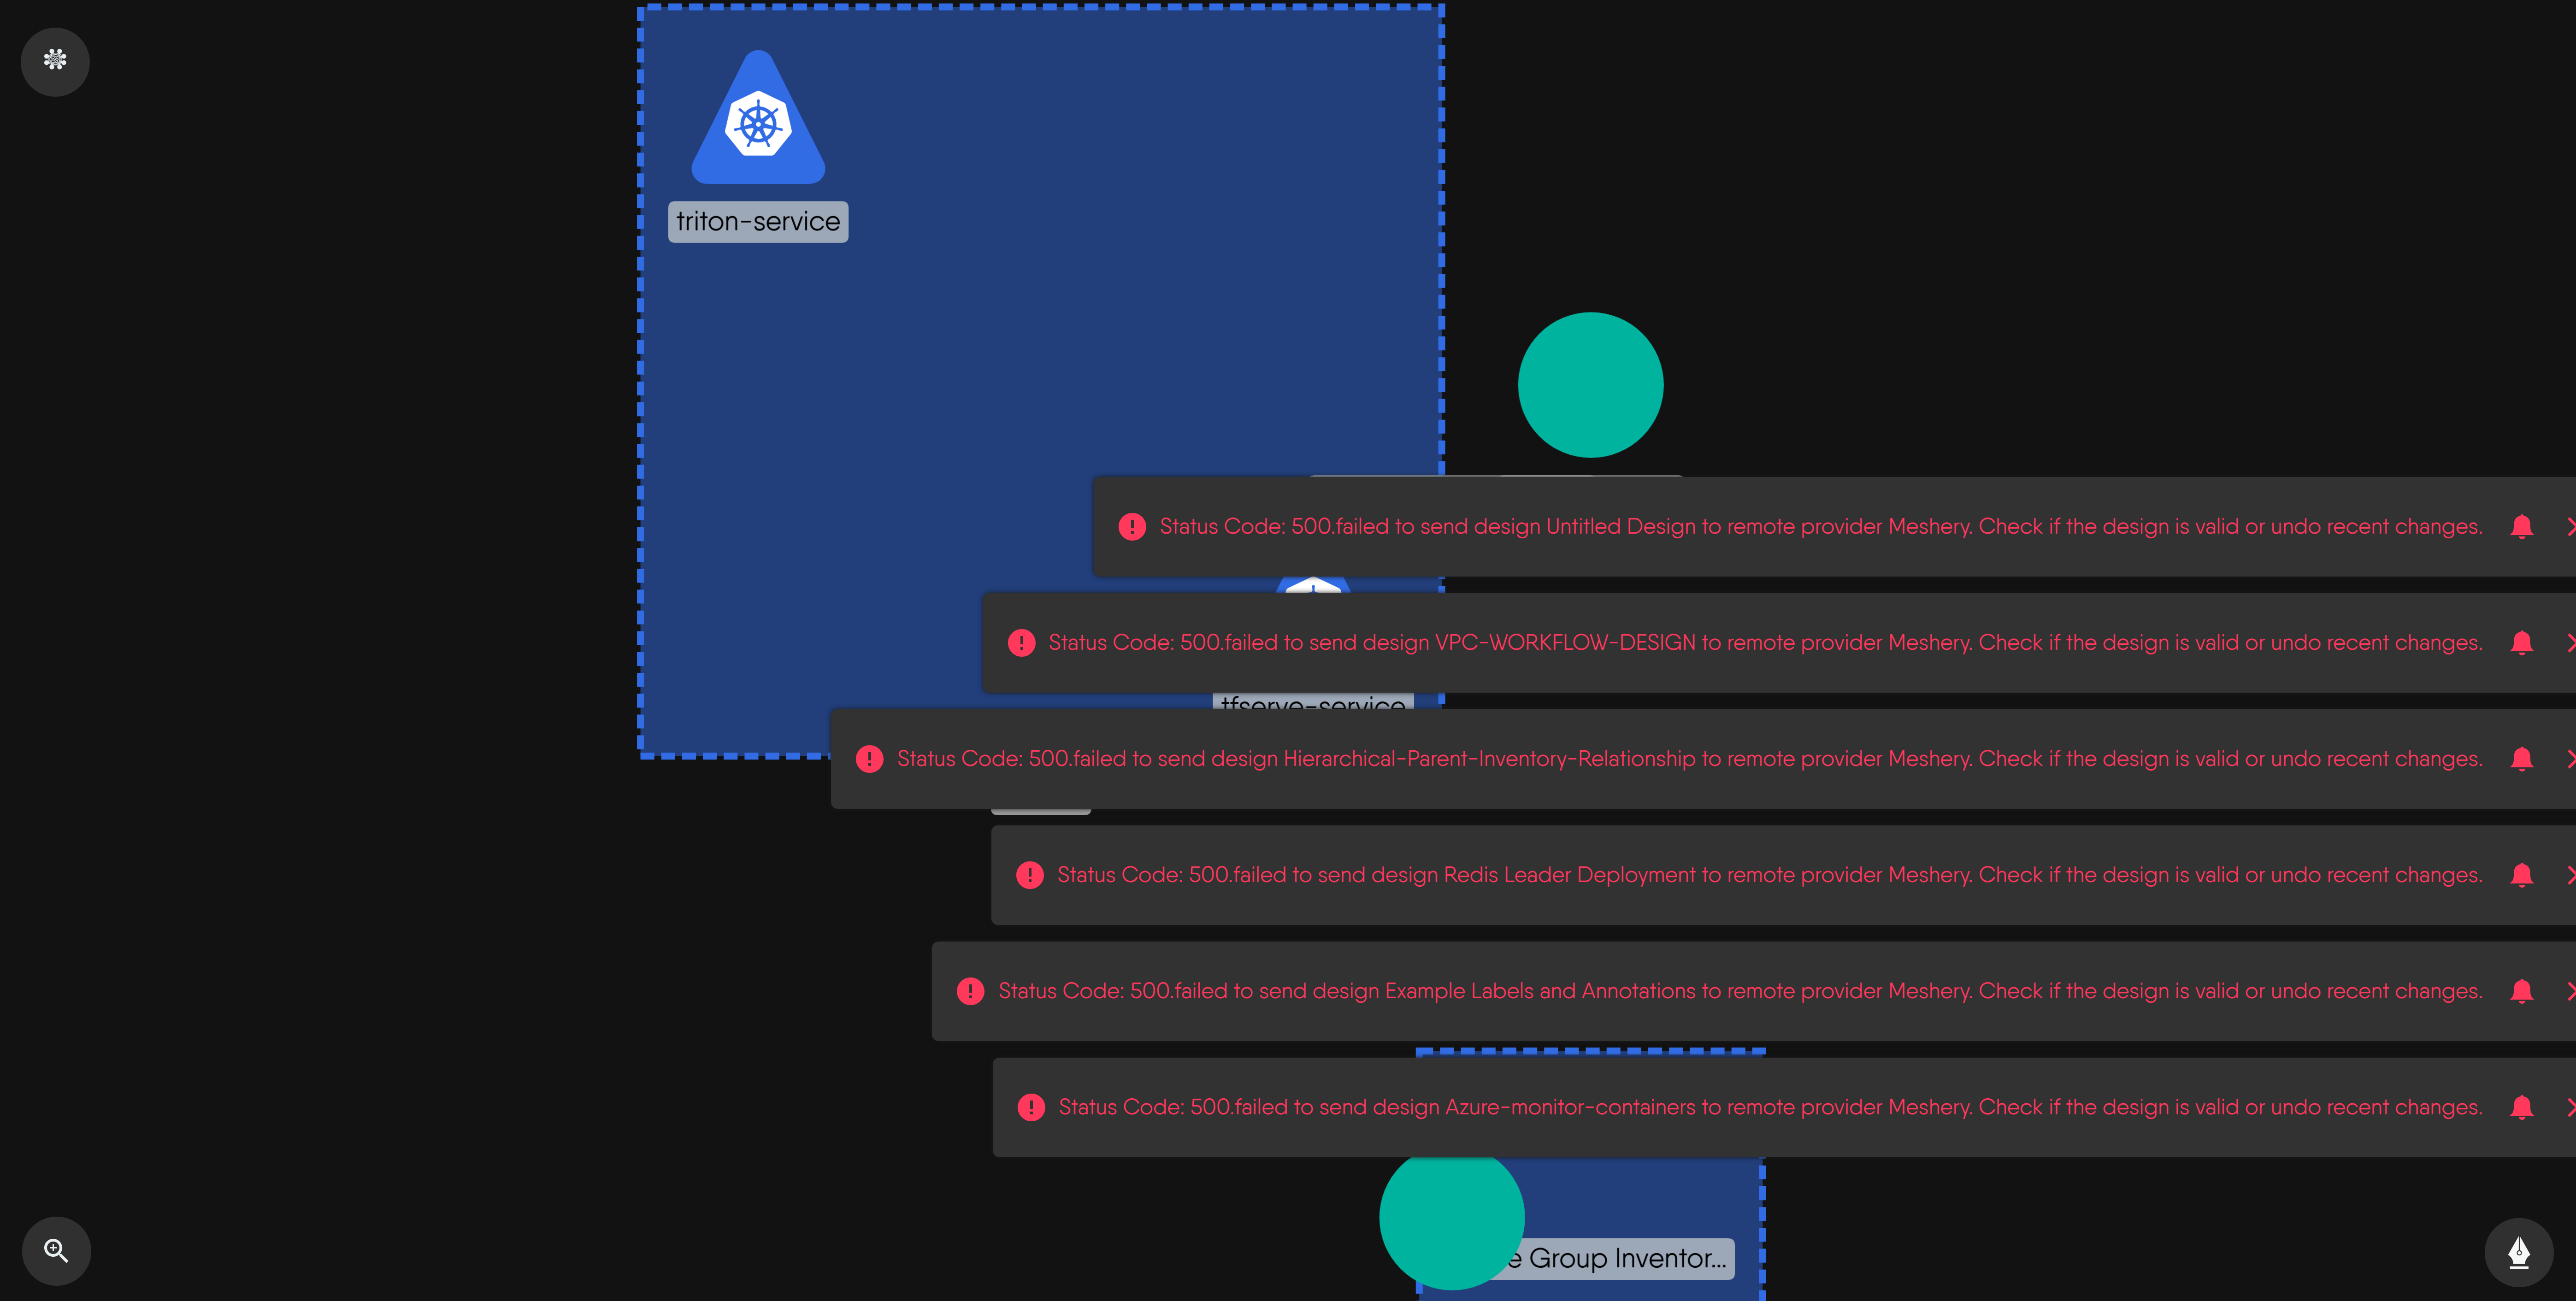 triton-service
Status Code: 500.failed to send design Untitled Design to remote provider Meshery. Check if the design is valid or undo recent changes.
Status Code: 500.failed to send design VPC-WORKFLOW-DESIGN to remote provider Meshery. Check if the design is valid or undo recent changes.
tfserve-service
Status Code: 500.failed to send design Hierarchical-Parent-Inventory-Relationship to remote provider Meshery. Check if the design is valid or undo recent changes.
Status Code: 500.failed to send design Redis Leader Deployment to remote provider Meshery. Check if the design is valid or undo recent changes.
Status Code: 500.failed to send design Example Labels and Annotations to remote provider Meshery. Check if the design is valid or undo recent changes.
Status Code: 500.failed to send design Azure-monitor-containers to remote provider Meshery. Check if the design is valid or undo recent changes.
e Group Inventor...